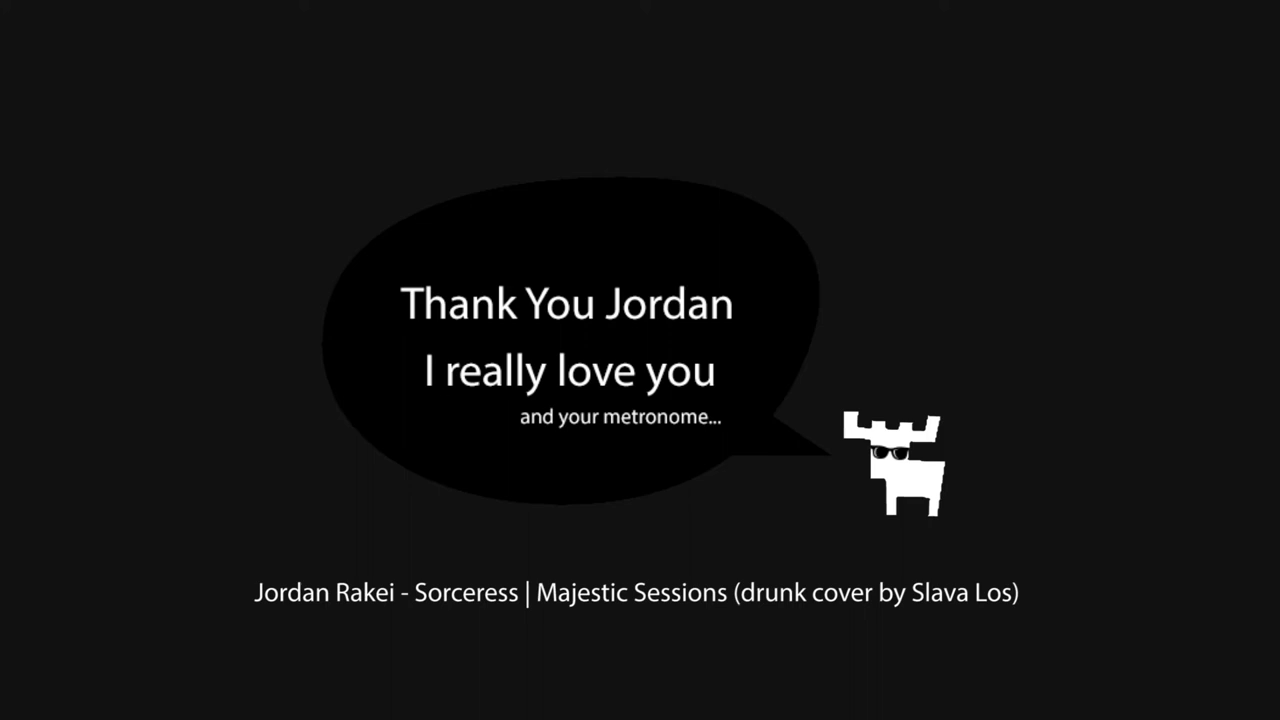 Thank You Jordan
I really love you
and your metronome...
Jordan Rakei - Sorceress | Majestic Sessions (drunk cover by Slava Los)